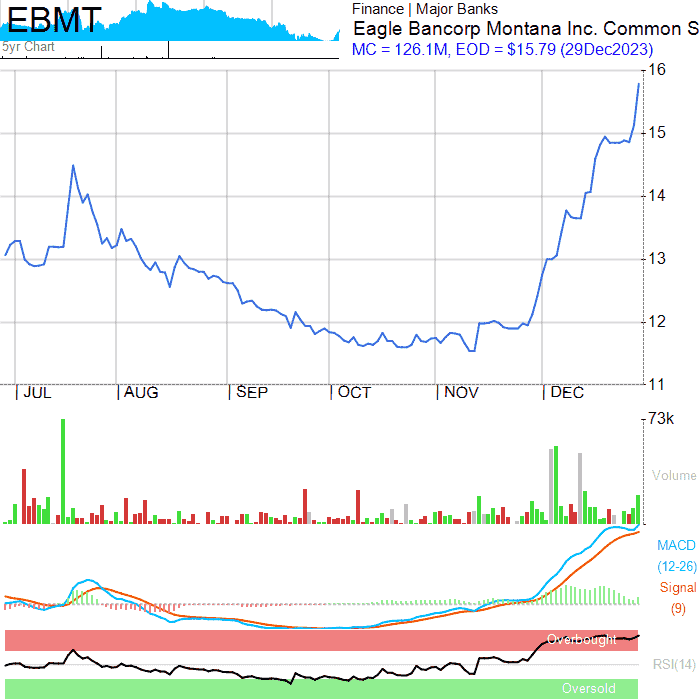 EBMT
5yr Chart
Finance | Major Banks
Eagle Bancorp Montana Inc. Common S
MC = 126.1M, EOD = $15.79 (29Dec2023)
16
15
14
13
12
11
JUL AUG SEP OCT NOV DEC
73k
Volume
MACD
(12-26)
Signal
(9)
Overbought
RSI(14)
Oversold